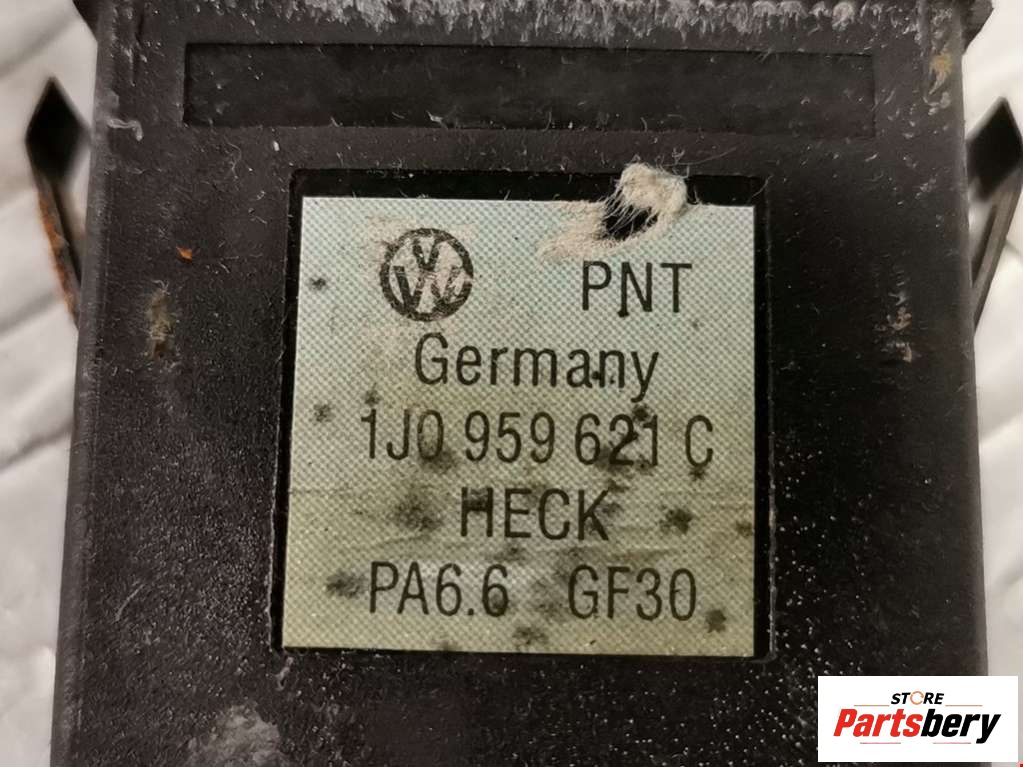 PNT
Germany
1J0 959 621 C
HECK
PA6.6 GF30
STORE
Partsbery